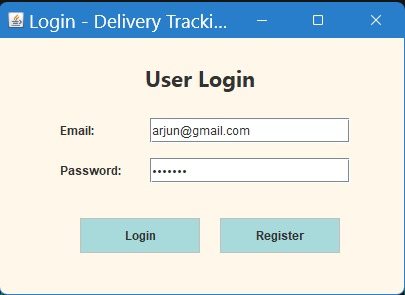 Login - Delivery Tracki...
User Login
Email: arjun@gmail.com
Password: •••••••
Login Register